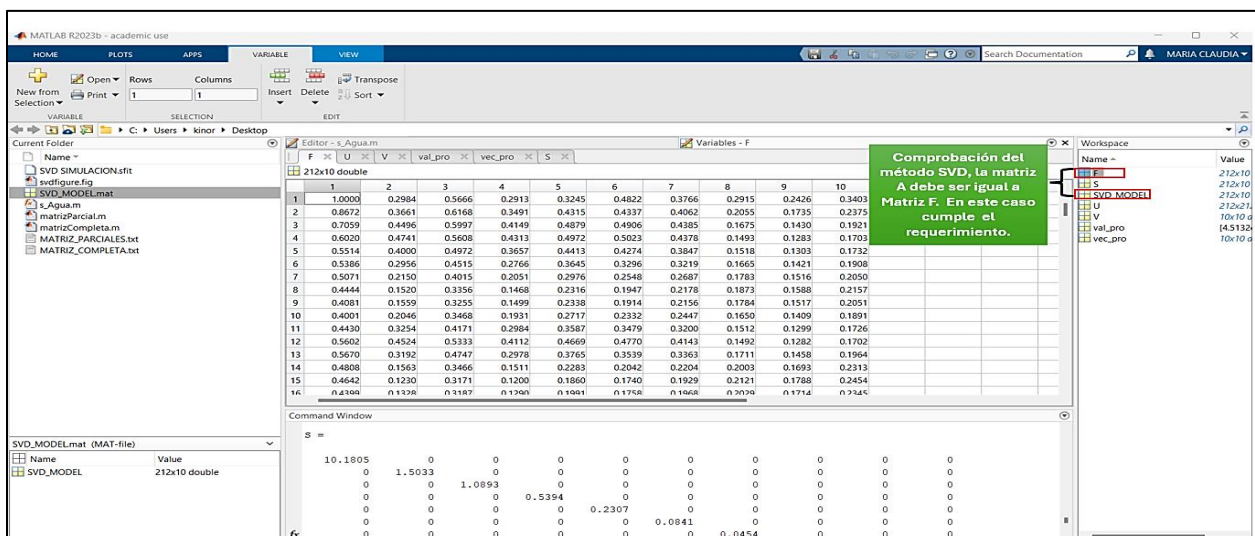 MATLAB R2023b - academic use
HOME PLOTS APPS VARIABLE VIEW Search Documentation MARIA CLAUDIA
New from Selection Open Print Rows Columns 1 1 Insert Delete Transpose Sort
VARIABLE SELECTION EDIT
C: Users kinor Desktop
Current Folder
Name
SVD SIMULACION.sfit
svdfigure.fig
SVD_MODEL.mat
s_Agua.m
matrizParcial.m
matrizCompleta.m
MATRIZ_PARCIALES.txt
MATRIZ_COMPLETA.txt
SVD_MODEL.mat (MAT-file)
Name Value
SVD_MODEL 212x10 double
Editor - s_Agua.m Variables - F
F U V val_pro vec_pro S
212x10 double
1 2 3 4 5 6 7 8 9 10
1 1.0000 0.2984 0.5666 0.2913 0.3245 0.4822 0.3766 0.2915 0.2426 0.3403
2 0.8672 0.3661 0.6168 0.3491 0.4315 0.4337 0.4062 0.2055 0.1735 0.2375
3 0.7059 0.4496 0.5997 0.4149 0.4879 0.4906 0.4385 0.1675 0.1430 0.1921
4 0.6020 0.4741 0.5608 0.4313 0.4972 0.5023 0.4378 0.1493 0.1283 0.1703
5 0.5514 0.4000 0.4972 0.3657 0.4413 0.4274 0.3847 0.1518 0.1303 0.1732
6 0.5386 0.2956 0.4515 0.2766 0.3645 0.3296 0.3219 0.1665 0.1421 0.1908
7 0.5071 0.2150 0.4015 0.2051 0.2976 0.2548 0.2687 0.1783 0.1516 0.2050
8 0.4444 0.1520 0.3356 0.1468 0.2316 0.1947 0.2178 0.1873 0.1588 0.2157
9 0.4081 0.1559 0.3255 0.1499 0.2338 0.1914 0.2156 0.1784 0.1517 0.2051
10 0.4001 0.2046 0.3468 0.1931 0.2717 0.2332 0.2447 0.1650 0.1409 0.1891
11 0.4430 0.3254 0.4171 0.2984 0.3587 0.3479 0.3200 0.1512 0.1299 0.1726
12 0.5602 0.4524 0.5333 0.4112 0.4669 0.4770 0.4143 0.1492 0.1282 0.1702
13 0.5670 0.3192 0.4747 0.2978 0.3765 0.3539 0.3363 0.1711 0.1458 0.1964
14 0.4808 0.1563 0.3466 0.1511 0.2283 0.2042 0.2204 0.2003 0.1693 0.2313
15 0.4642 0.1230 0.3171 0.1200 0.1860 0.1740 0.1929 0.2121 0.1788 0.2454
16 0.4399 0.1328 0.3187 0.1290 0.1991 0.1758 0.1968 0.2029 0.1714 0.2345
Comprobación del
método SVD, la matriz
A debe ser igual a
Matriz F. En este caso
cumple el
requerimiento.
Command Window
S =
10.1805 0 0 0 0 0 0 0 0 0
0 1.5033 0 0 0 0 0 0 0 0
0 0 1.0893 0 0 0 0 0 0 0
0 0 0 0.5394 0 0 0 0 0 0
0 0 0 0 0.2307 0 0 0 0 0
0 0 0 0 0 0.0841 0 0 0 0
fx 0 0 0 0 0 0 0.0454 0 0 0
Workspace
Name Value
F 212x10
S 212x10
SVD_MODEL 212x10
U 212x21
V 10x10 d
val_pro [4.5132
vec_pro 10x10 d